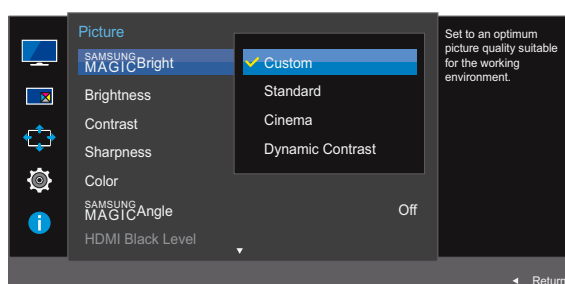 Picture
SAMSUNG
MAGICBright
Brightness
Contrast
Sharpness
Color
SAMSUNG
MAGICAngle
Off
HDMI Black Level
Custom
Standard
Cinema
Dynamic Contrast
Set to an optimum
picture quality suitable
for the working
environment.
Return